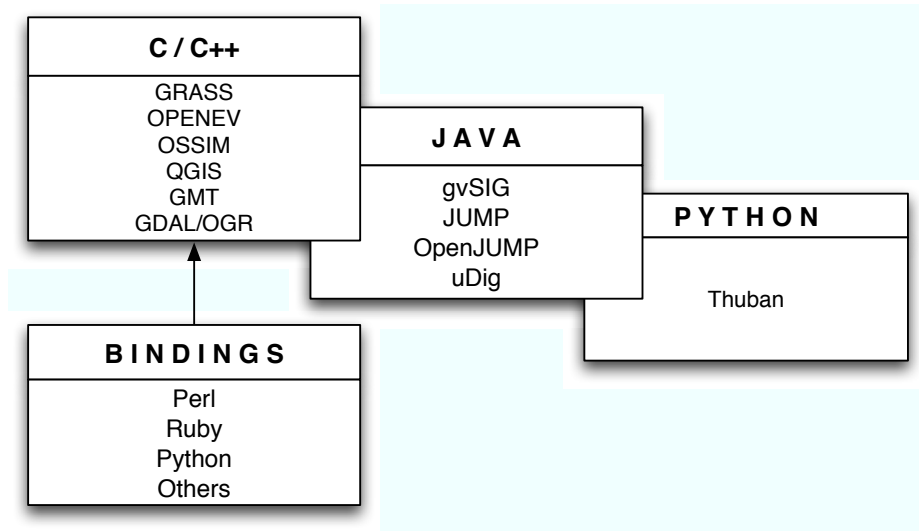 C / C++
GRASS
OPENEV
OSSIM
QGIS
GMT
GDAL/OGR
J A V A
gvSIG
JUMP
OpenJUMP
uDig
P Y T H O N
Thuban
B I N D I N G S
Perl
Ruby
Python
Others